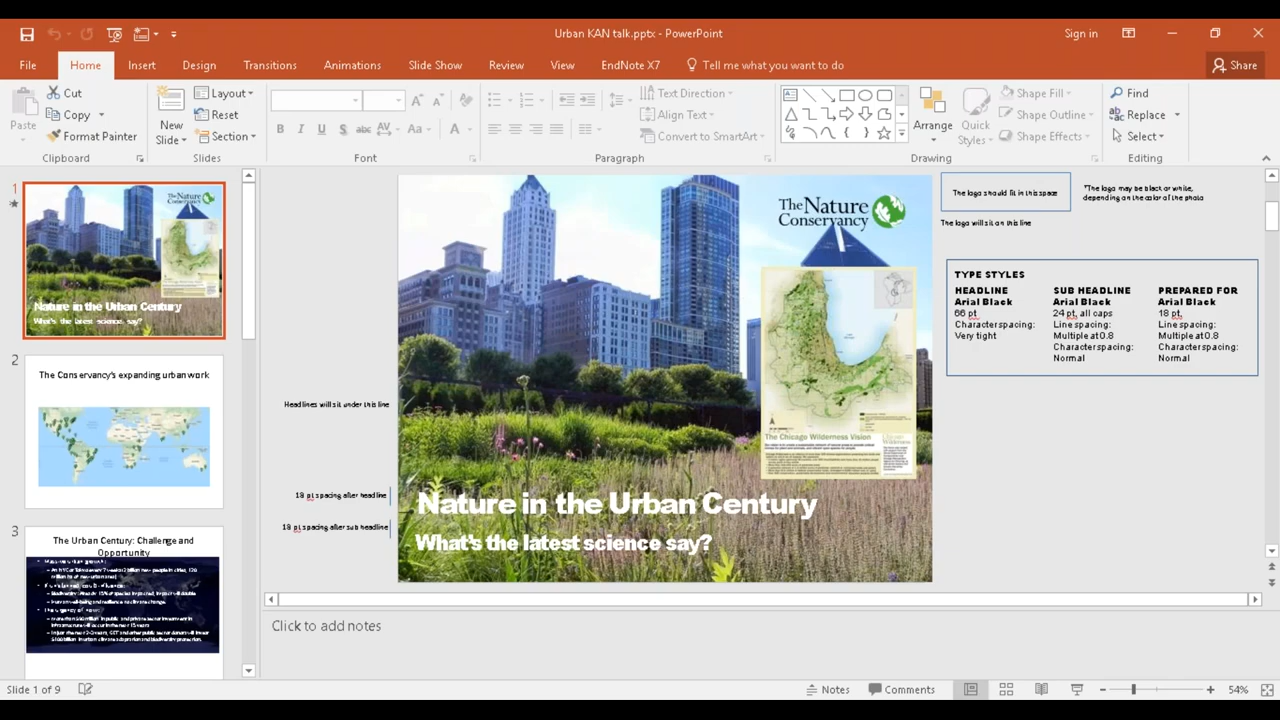 Urban KAN talk.pptx - PowerPoint
Sign in
File Home Insert Design Transitions Animations Slide Show Review View EndNote X7 Tell me what you want to do Share
Paste
Cut
Copy
Format Painter
Clipboard
New Slide
Layout
Reset
Section
Slides
B I U S abc AV Aa A
Font
Text Direction
Align Text
Convert to SmartArt
Paragraph
Arrange
Quick Styles
Shape Fill
Shape Outline
Shape Effects
Drawing
Find
Replace
Select
Editing
1
The Nature Conservancy
Nature in the Urban Century
What's the latest science say?
2
The Conservancy's expanding urban work
3
The Urban Century: Challenge and
Opportunity
Headlines will sit under this line
18 pt spacing after headline
18 pt spacing after sub headline
The Nature
Conservancy
The Chicago Wilderness Vision
Nature in the Urban Century
What's the latest science say?
The logo should fit in this space
*The logo may be black or white,
depending on the color of the photo
The logo will sit on this line
TYPE STYLES
HEADLINE
Arial Black
66 pt
Character spacing:
Very tight
SUB HEADLINE
Arial Black
24 pt, all caps
Line spacing:
Multiple at 0.8
Character spacing:
Normal
PREPARED FOR
Arial Black
18 pt,
Line spacing:
Multiple at 0.8
Character spacing:
Normal
Click to add notes
Slide 1 of 9
Notes
Comments
54%